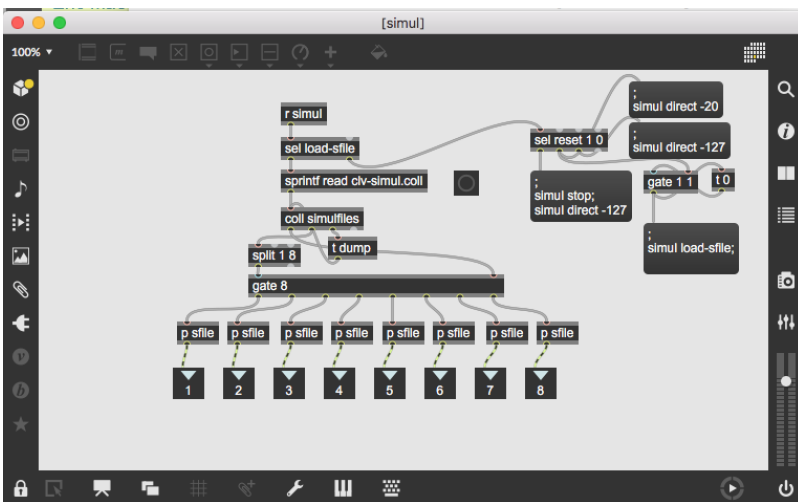 [simul]
100% ▼
r simul
sel load-sfile
sprintf read clv-simul.coll
coll simulfiles
t dump
split 1 8
gate 8
p sfile
p sfile
p sfile
p sfile
p sfile
p sfile
p sfile
p sfile
1
2
3
4
5
6
7
8
;
simul direct -20
;
simul direct -127
sel reset 1 0
;
simul stop;
simul direct -127
gate 1 1
t 0
;
simul load-sfile;